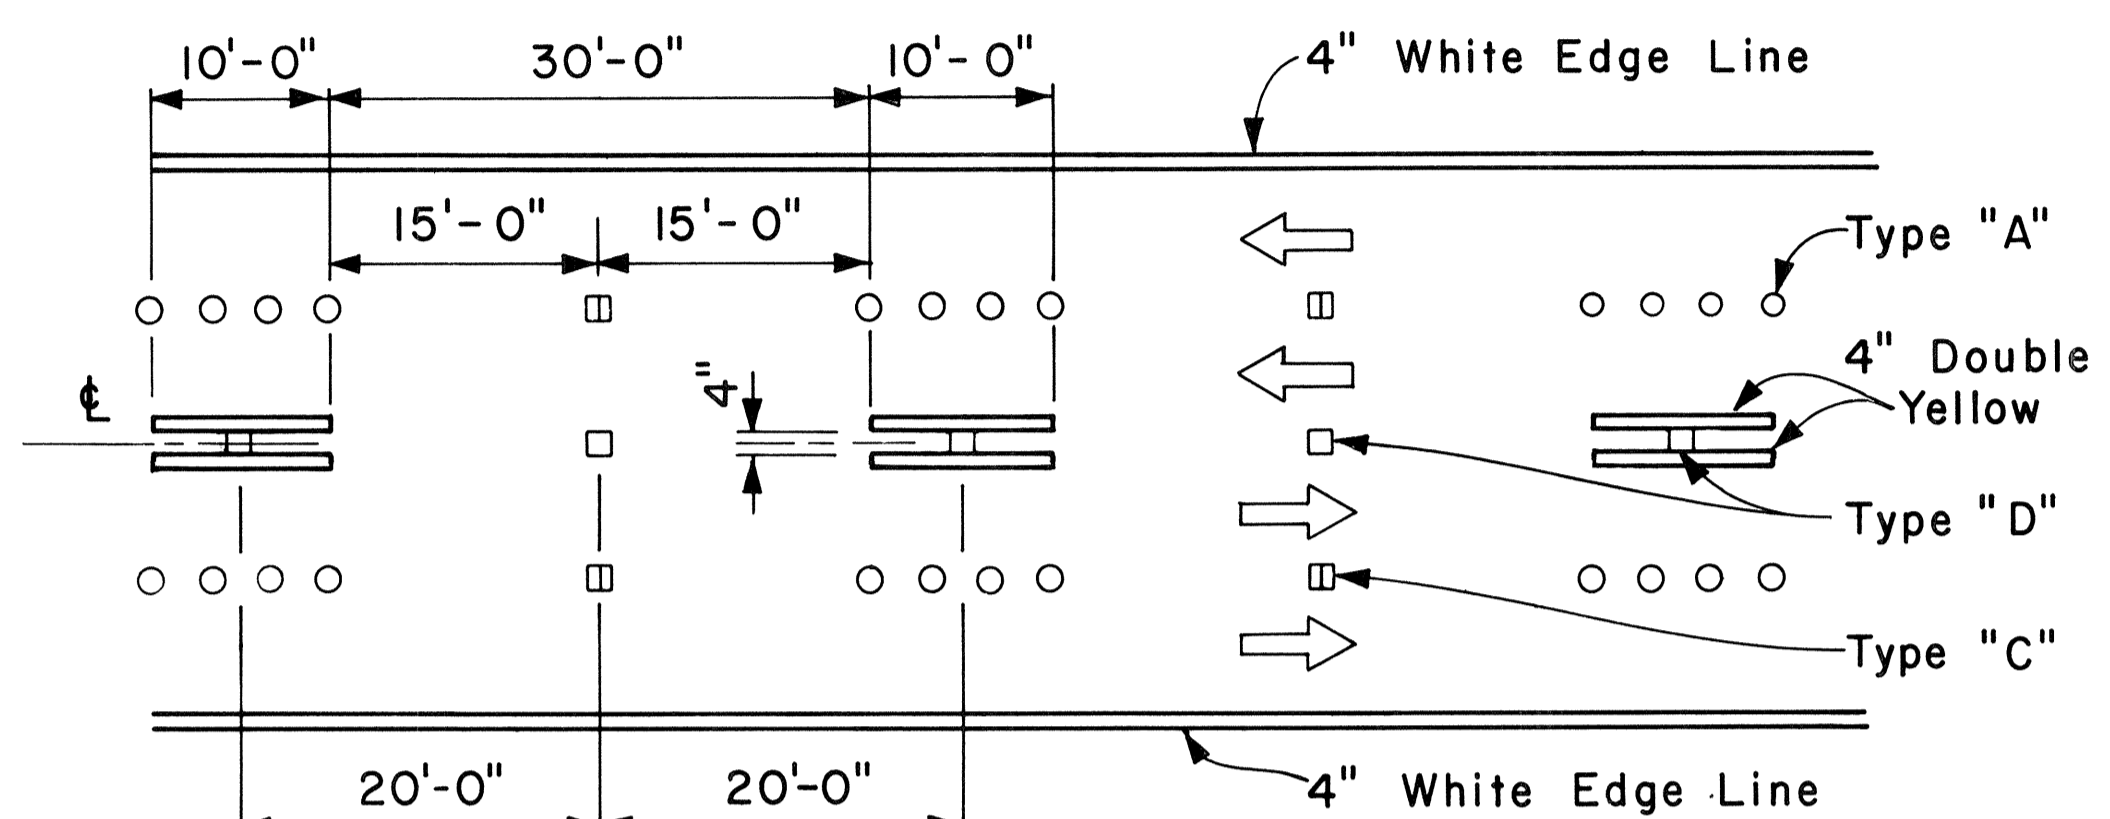 10'-0"
30'-0"
10'-0"
4" White Edge Line
15'-0"
15'-0"
Type "A"
4" Double
Yellow
4"
℄
Type "D"
Type "C"
20'-0"
20'-0"
4" White Edge Line